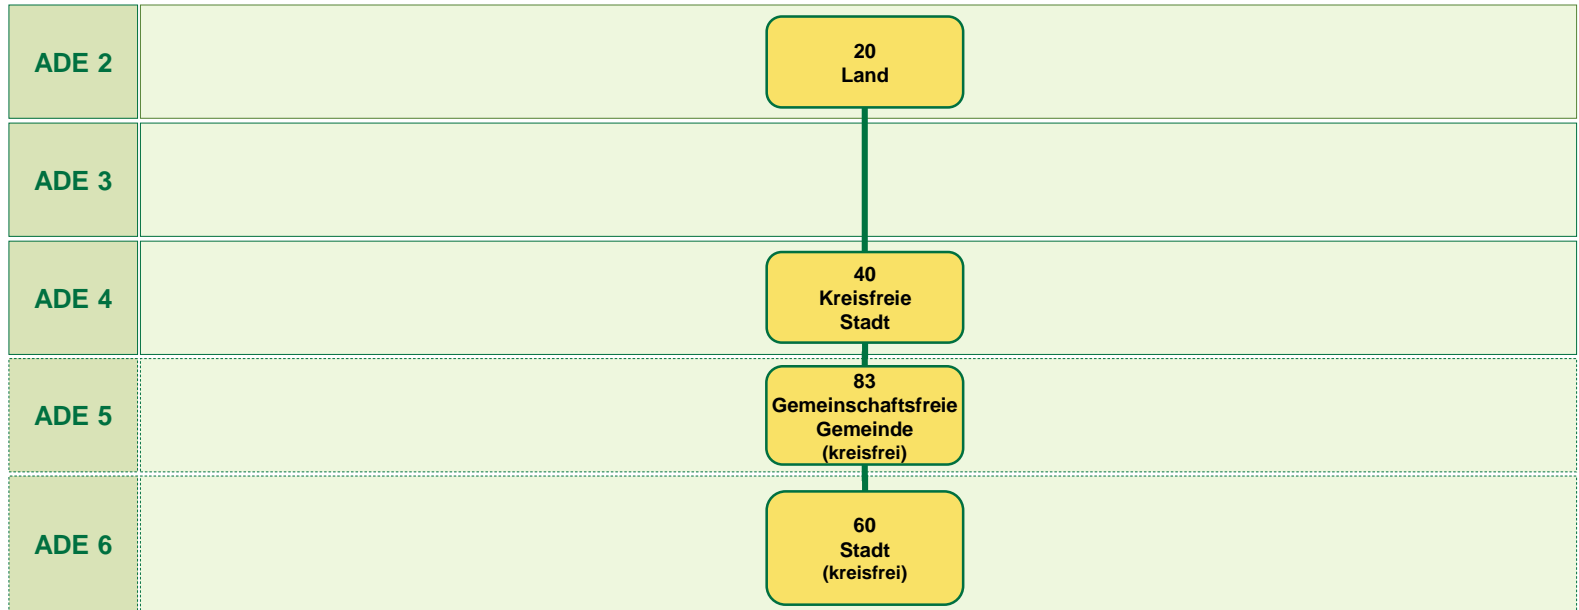 ADE 2
20
Land
ADE 3
ADE 4
40
Kreisfreie
Stadt
ADE 5
83
Gemeinschaftsfreie
Gemeinde
(kreisfrei)
ADE 6
60
Stadt
(kreisfrei)